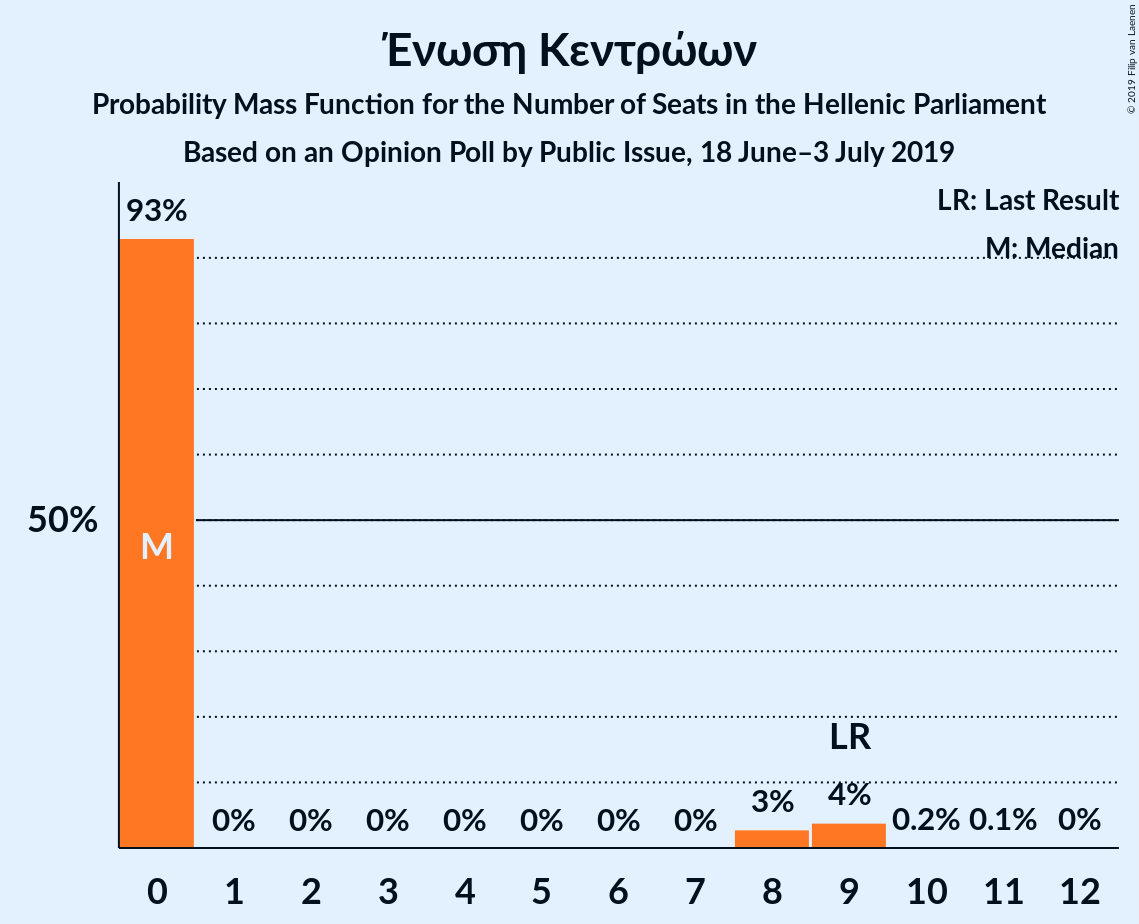 Ένωση Κεντρώων
Probability Mass Function for the Number of Seats in the Hellenic Parliament
Based on an Opinion Poll by Public Issue, 18 June–3 July 2019
© 2019 Filip van Laenen
LR: Last Result
M: Median
93%
50%
M
LR
0% 0% 0% 0% 0% 0% 0% 3% 4% 0.2% 0.1% 0%
0 1 2 3 4 5 6 7 8 9 10 11 12